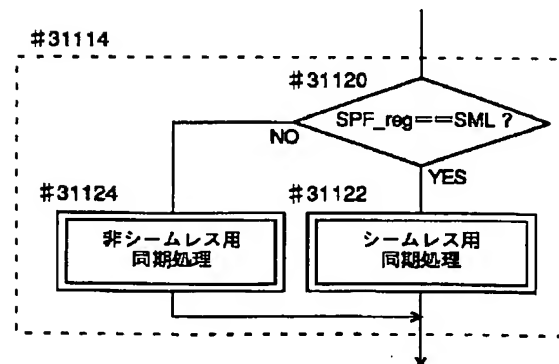 #31114
#31120
SPF_reg==SML ?
NO
YES
#31124
#31122
非シームレス用
同期処理
シームレス用
同期処理